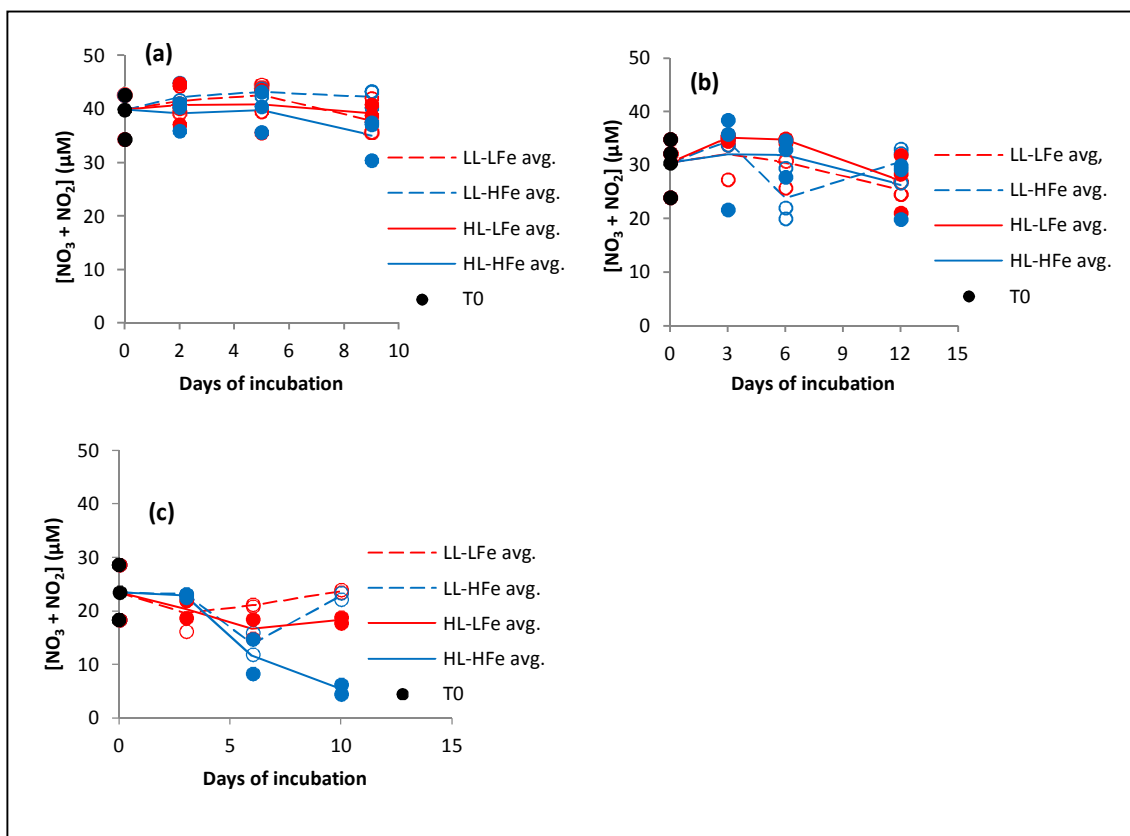 (a)
[NO3 + NO2] (µM)
50
40
30
20
10
0
0 2 4 6 8 10
Days of incubation
LL-LFe avg.
LL-HFe avg.
HL-LFe avg.
HL-HFe avg.
T0
(b)
[NO3 + NO2] (µM)
50
40
30
20
10
0
0 3 6 9 12 15
Days of incubation
LL-LFe avg,
LL-HFe avg.
HL-LFe avg.
HL-HFe avg.
T0
(c)
[NO3 + NO2] (µM)
50
40
30
20
10
0
0 5 10 15
Days of incubation
LL-LFe avg.
LL-HFe avg.
HL-LFe avg.
HL-HFe avg.
T0